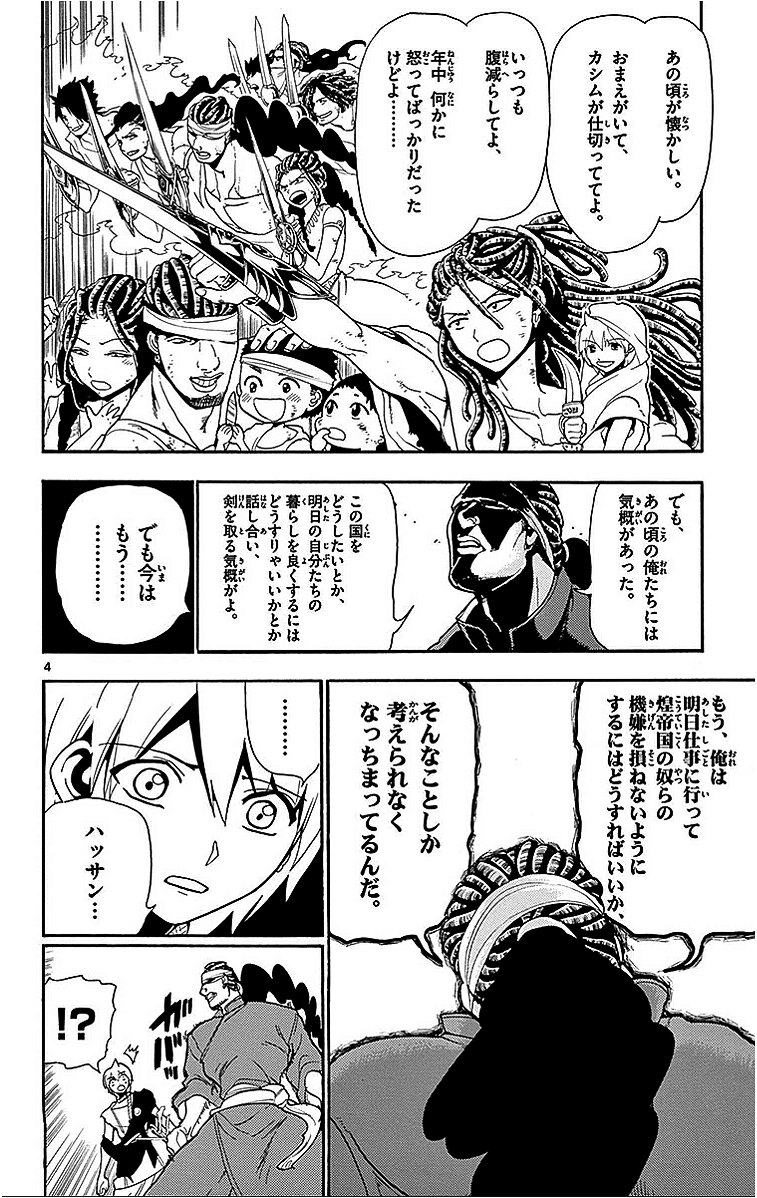 あの頃が懐かしい。
おまえがいて、
カシムが仕切っててよ。
いっつも
腹減らしてよ、
年中 何かに
怒ってばっかりだった
けどよ………
でも、
あの頃の俺たちには
気概があった。
この国を
どうしたいとか、
明日の自分たちの
暮らしを良くするには
どうすりゃいいかとか
話し合い、
剣を取る気概がよ。
でも今は
もう……
………
4
もう、俺は
明日仕事に行って
煌帝国の奴らの
機嫌を損ねないように
するにはどうすればいいか、
そんなことしか
考えられなく
なっちまってるんだ。
………
ハッサン…
ガバッ
!?